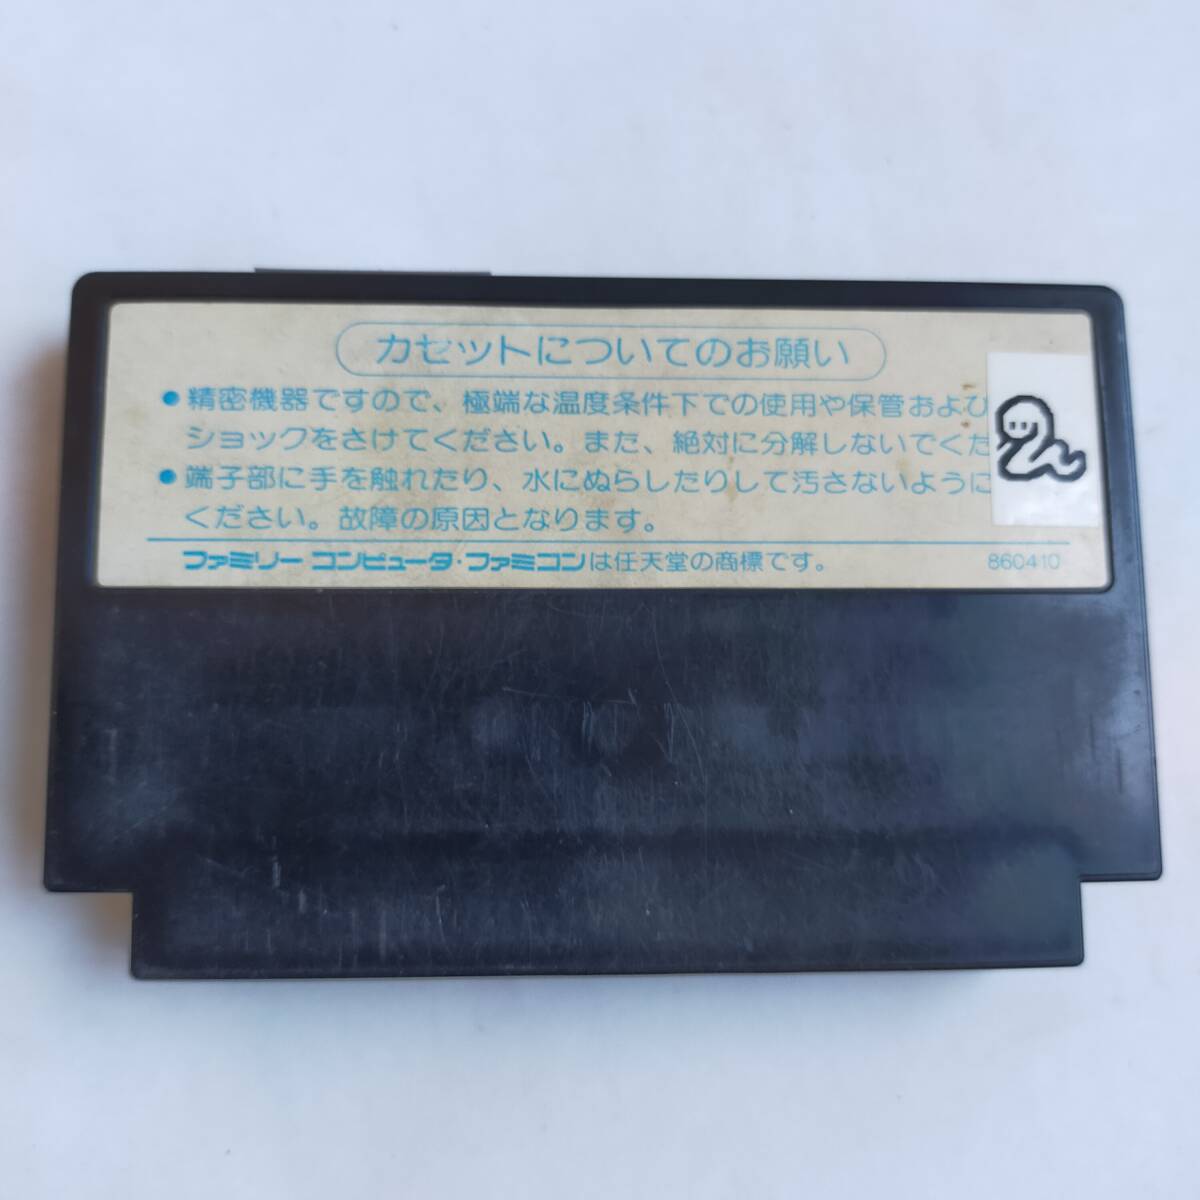 カセットについてのお願い
●精密機器ですので、極端な温度条件下での使用や保管および
ショックをさけてください。また、絶対に分解しないでくだ
●端子部に手を触れたり、水にぬらしたりして汚さないように
ください。故障の原因となります。
ファミリーコンピュータ・ファミコンは任天堂の商標です。
860410